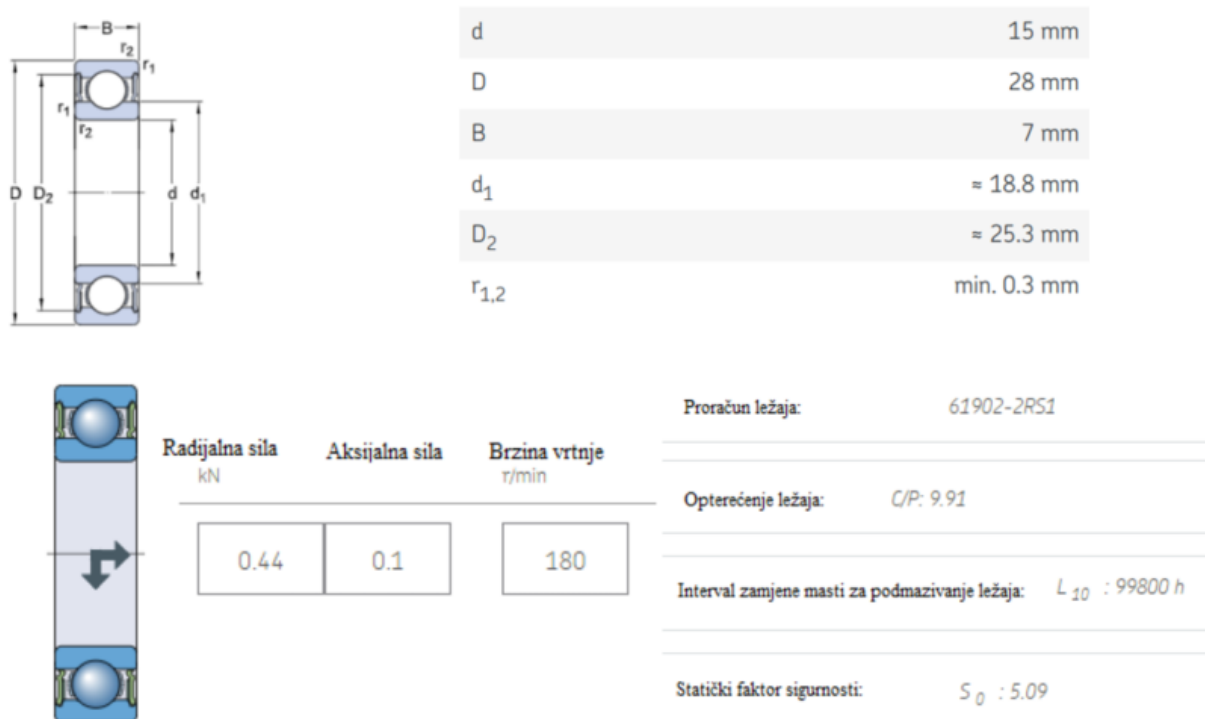 B
r2
r1
r1
r2
D D2 d d1
d 15 mm
D 28 mm
B 7 mm
d1 ≈ 18.8 mm
D2 ≈ 25.3 mm
r1,2 min. 0.3 mm
Radijalna sila Aksijalna sila Brzina vrtnje
kN r/min
0.44 0.1 180
Proračun ležaja: 61902-2RS1
Opterećenje ležaja: C/P: 9.91
Interval zamjene masti za podmazivanje ležaja: L 10 : 99800 h
Statički faktor sigurnosti: S 0 : 5.09